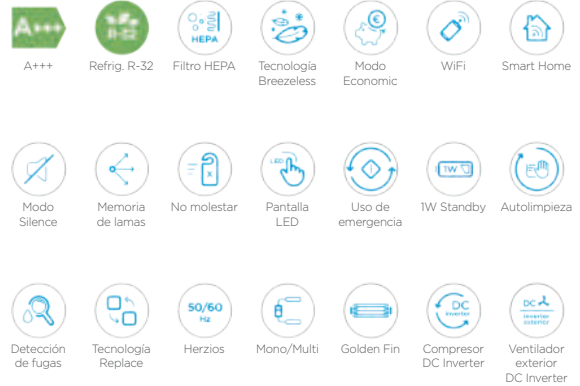 A+++
R-32
HEPA
€
A+++
Refrig. R-32
Filtro HEPA
Tecnología
Breezeless
Modo
Economic
WiFi
Smart Home
X
LED
1W
Modo
Silence
Memoria
de lamas
No molestar
Pantalla
LED
Uso de
emergencia
1W Standby
Autolimpieza
50/60
Hz
DC
Inverter
DC
Inverter
exterior
Detección
de fugas
Tecnología
Replace
Herzios
Mono/Multi
Golden Fin
Compresor
DC Inverter
Ventilador
exterior
DC Inverter